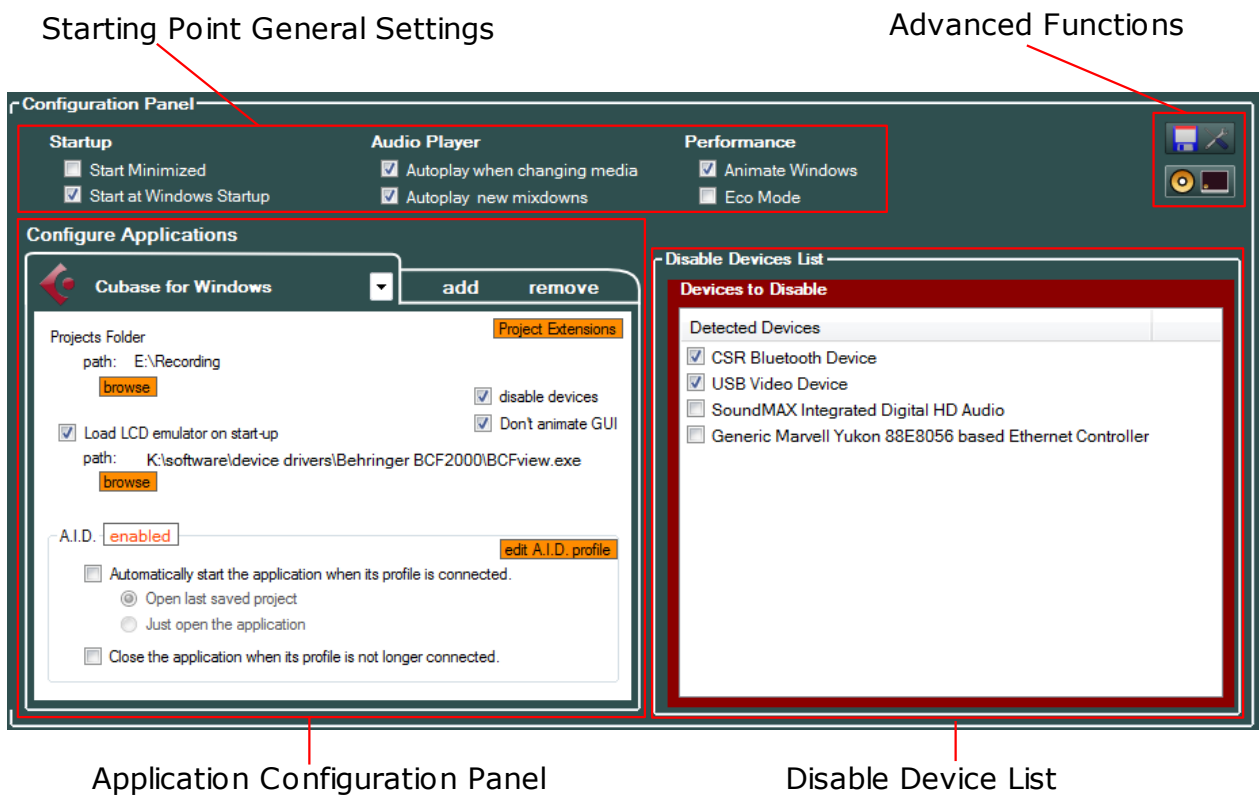 Starting Point General Settings
Advanced Functions
Configuration Panel
Startup
Start Minimized
Start at Windows Startup
Audio Player
Autoplay when changing media
Autoplay new mixdowns
Performance
Animate Windows
Eco Mode
Configure Applications
Cubase for Windows
add
remove
Project Extensions
Projects Folder
path: E:\Recording
browse
disable devices
Don't animate GUI
Load LCD emulator on start-up
path: K:\software\device drivers\Behringer BCF2000\BCFview.exe
browse
A.I.D. enabled
edit A.I.D. profile
Automatically start the application when its profile is connected.
Open last saved project
Just open the application
Close the application when its profile is not longer connected.
Disable Devices List
Devices to Disable
Detected Devices
CSR Bluetooth Device
USB Video Device
SoundMAX Integrated Digital HD Audio
Generic Marvell Yukon 88E8056 based Ethernet Controller
Application Configuration Panel
Disable Device List